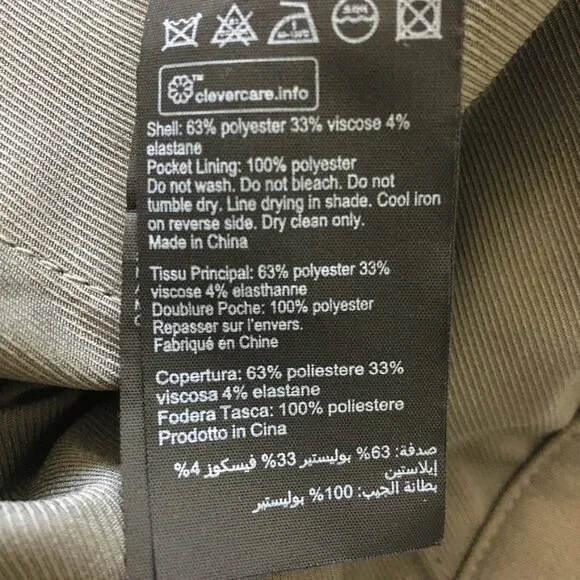 ™
clevercare.info
Shell: 63% polyester 33% viscose 4%
elastane
Pocket Lining: 100% polyester
Do not wash. Do not bleach. Do not
tumble dry. Line drying in shade. Cool iron
on reverse side. Dry clean only.
Made in China
Tissu Principal: 63% polyester 33%
viscose 4% elasthanne
Doublure Poche: 100% polyester
Repasser sur l'envers.
Fabriqué en Chine
Copertura: 63% poliestere 33%
viscosa 4% elastane
Fodera Tasca: 100% poliestere
Prodotto in Cina
صدفة: 63% بوليستير 33% فيسكوز 4%
إيلاستين
بطانة الجيب: 100% بوليستير